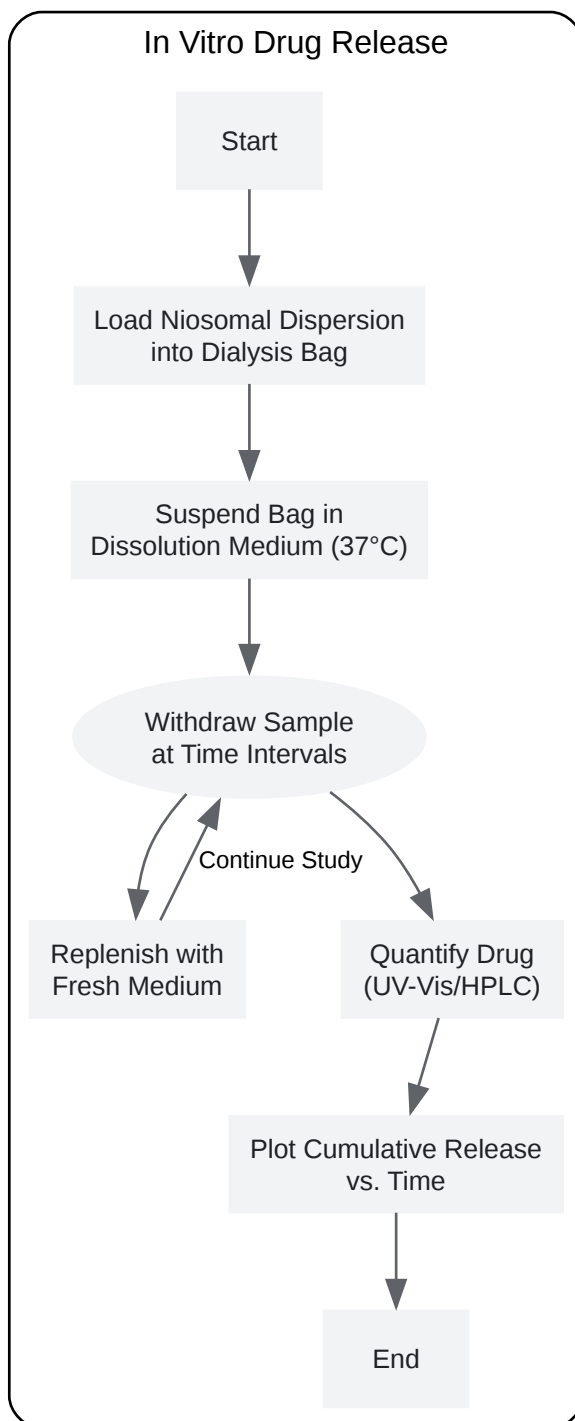 In Vitro Drug Release
Start
Load Niosomal Dispersion
into Dialysis Bag
Suspend Bag in
Dissolution Medium (37°C)
Withdraw Sample
at Time Intervals
Continue Study
Replenish with
Fresh Medium
Quantify Drug
(UV-Vis/HPLC)
Plot Cumulative Release
vs. Time
End